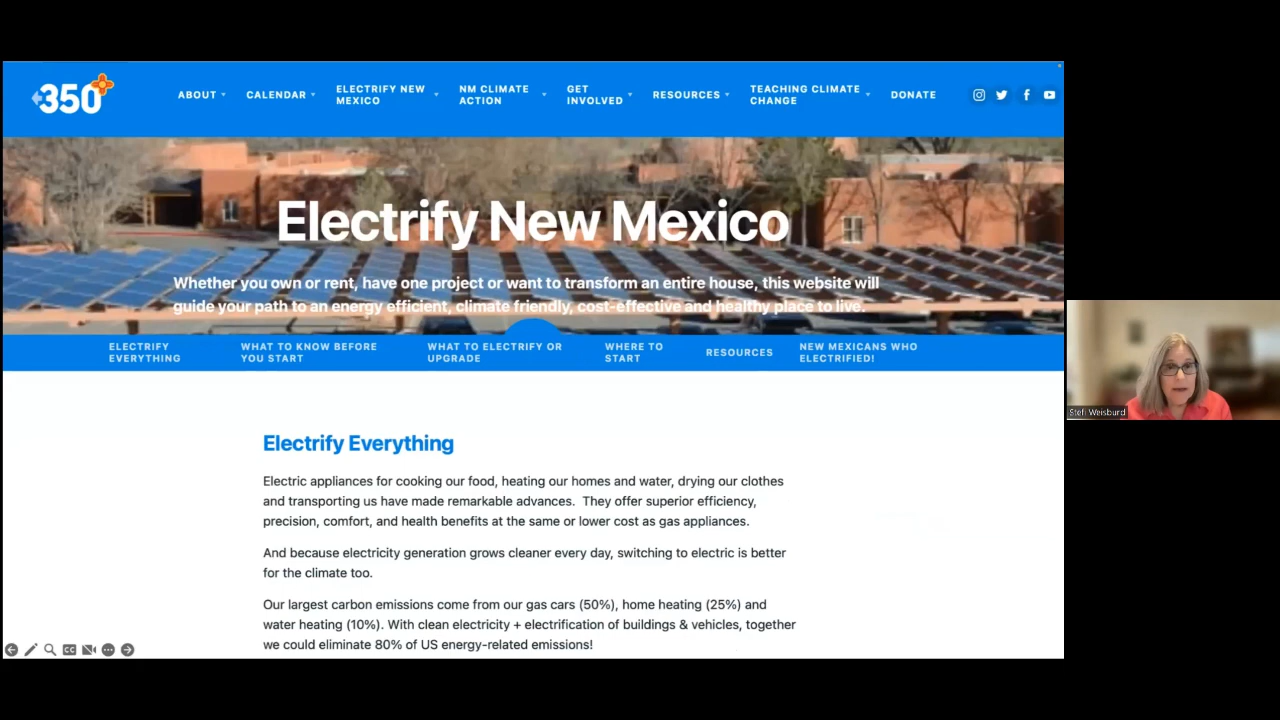 350
ABOUT
CALENDAR
ELECTRIFY NEW
MEXICO
NM CLIMATE
ACTION
GET
INVOLVED
RESOURCES
TEACHING CLIMATE
CHANGE
DONATE
Electrify New Mexico
Whether you own or rent, have one project or want to transform an entire house, this website will
guide your path to an energy efficient, climate friendly, cost-effective and healthy place to live.
ELECTRIFY
EVERYTHING
WHAT TO KNOW BEFORE
YOU START
WHAT TO ELECTRIFY OR
UPGRADE
WHERE TO
START
RESOURCES
NEW MEXICANS WHO
ELECTRIFIED!
Stefi Weisburd
Electrify Everything
Electric appliances for cooking our food, heating our homes and water, drying our clothes
and transporting us have made remarkable advances. They offer superior efficiency,
precision, comfort, and health benefits at the same or lower cost as gas appliances.
And because electricity generation grows cleaner every day, switching to electric is better
for the climate too.
Our largest carbon emissions come from our gas cars (50%), home heating (25%) and
water heating (10%). With clean electricity + electrification of buildings & vehicles, together
we could eliminate 80% of US energy-related emissions!
CC